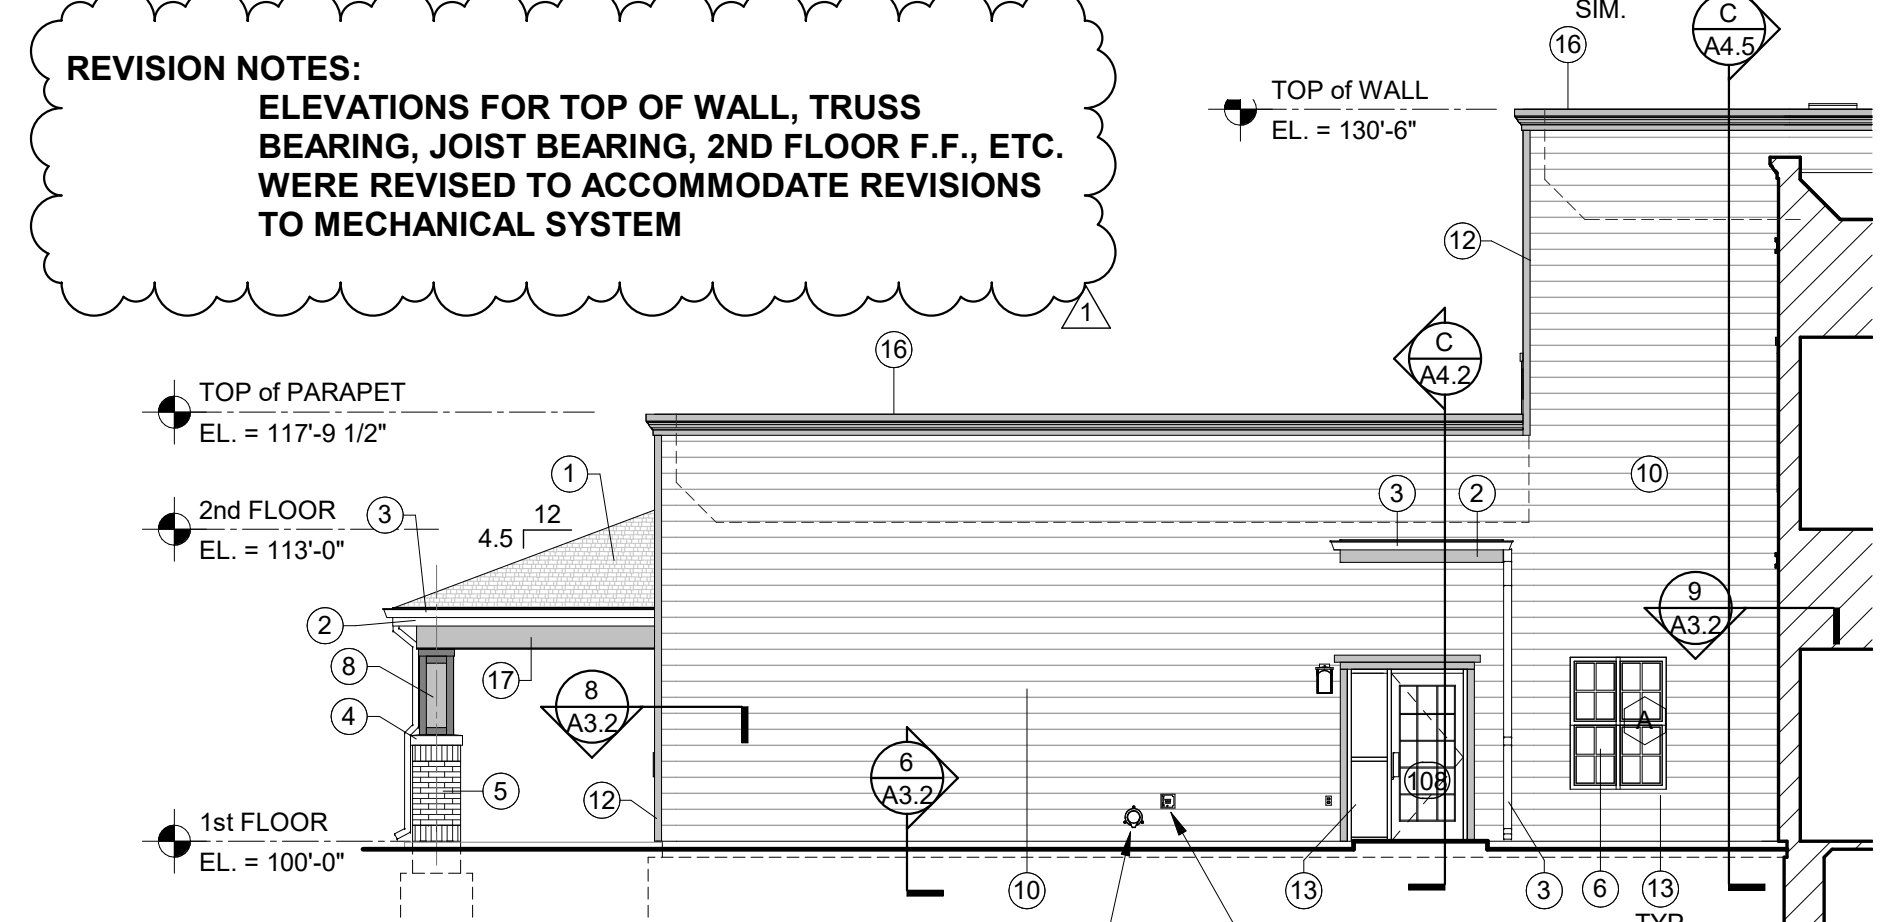 SIM.
C
A4.5
16
REVISION NOTES:
ELEVATIONS FOR TOP OF WALL, TRUSS
BEARING, JOIST BEARING, 2ND FLOOR F.F., ETC.
WERE REVISED TO ACCOMMODATE REVISIONS
TO MECHANICAL SYSTEM
1
TOP of WALL
EL. = 130'-6"
12
C
A4.2
16
TOP of PARAPET
EL. = 117'-9 1/2"
1
10
3
2
2nd FLOOR
EL. = 113'-0"
3
12
4.5
9
A3.2
2
8
17
8
A3.2
4
A
6
A3.2
108
5
12
1st FLOOR
EL. = 100'-0"
10
13
3
6
13
TYP.